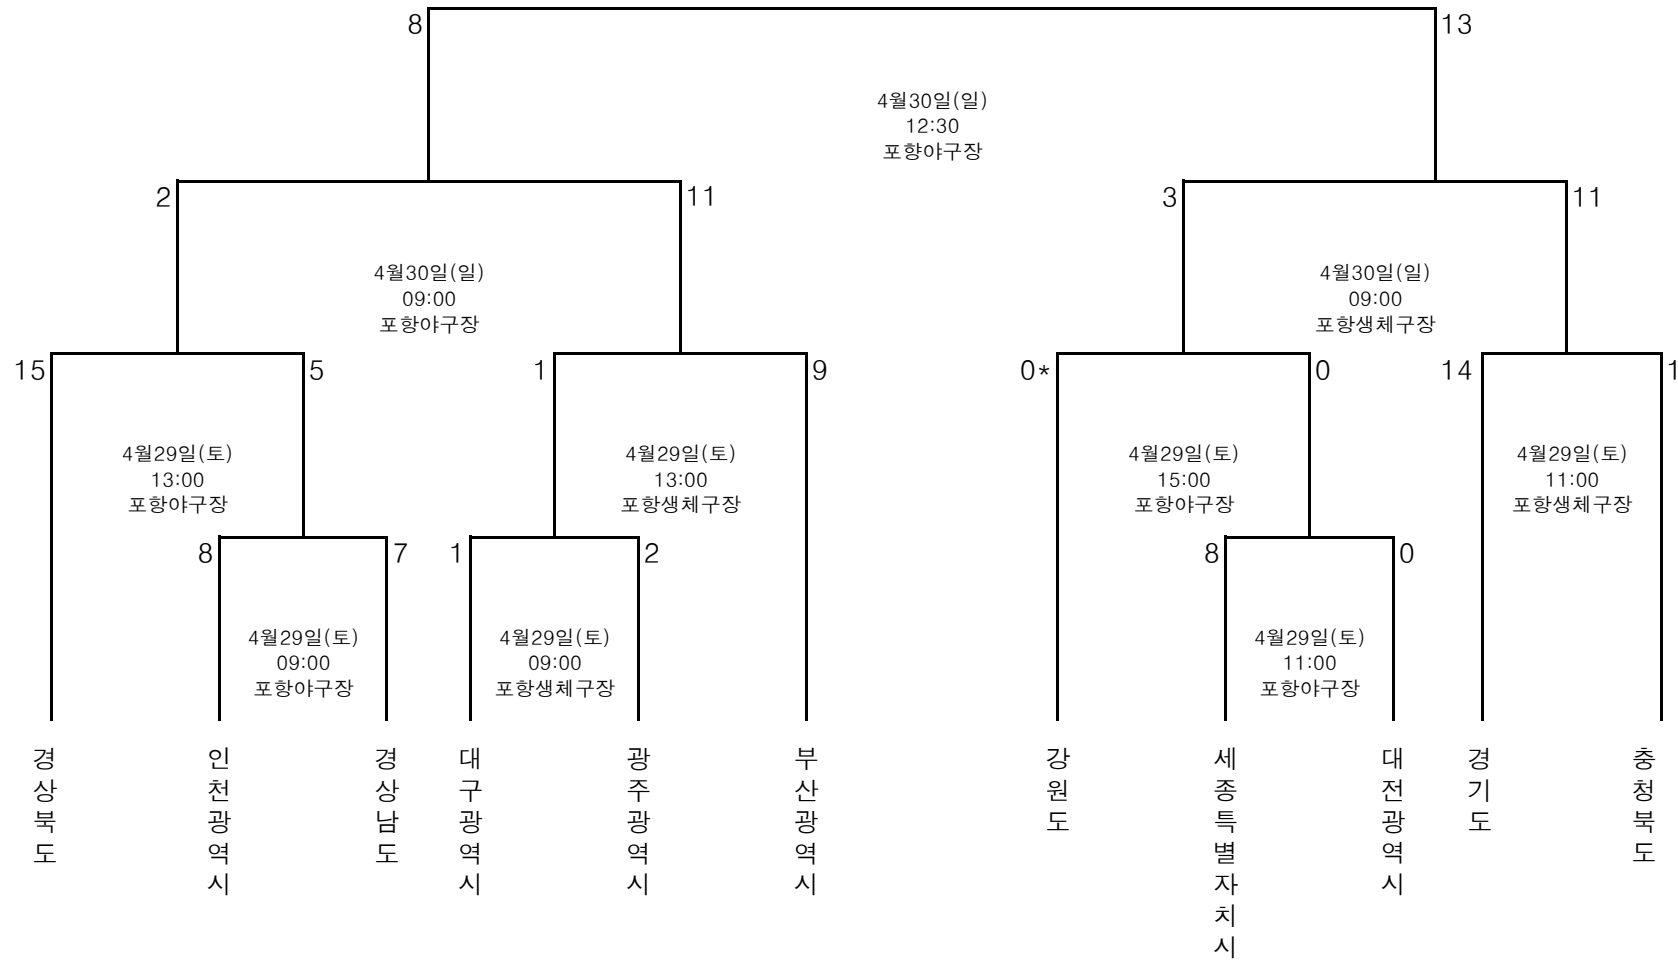 8
13
4월30일(일)
12:30
포향야구장
2
11
3
11
4월30일(일)
09:00
포항야구장
4월30일(일)
09:00
포항생체구장
15
5
1
9
0*
0
14
1
4월29일(토)
13:00
포항야구장
4월29일(토)
13:00
포항생체구장
4월29일(토)
15:00
포항야구장
4월29일(토)
11:00
포항생체구장
8
7
1
2
8
0
4월29일(토)
09:00
포항야구장
4월29일(토)
09:00
포항생체구장
4월29일(토)
11:00
포항야구장
경상북도
인천광역시
경상남도
대구광역시
광주광역시
부산광역시
강원도
세종특별자치시
대전광역시
경기도
충청북도